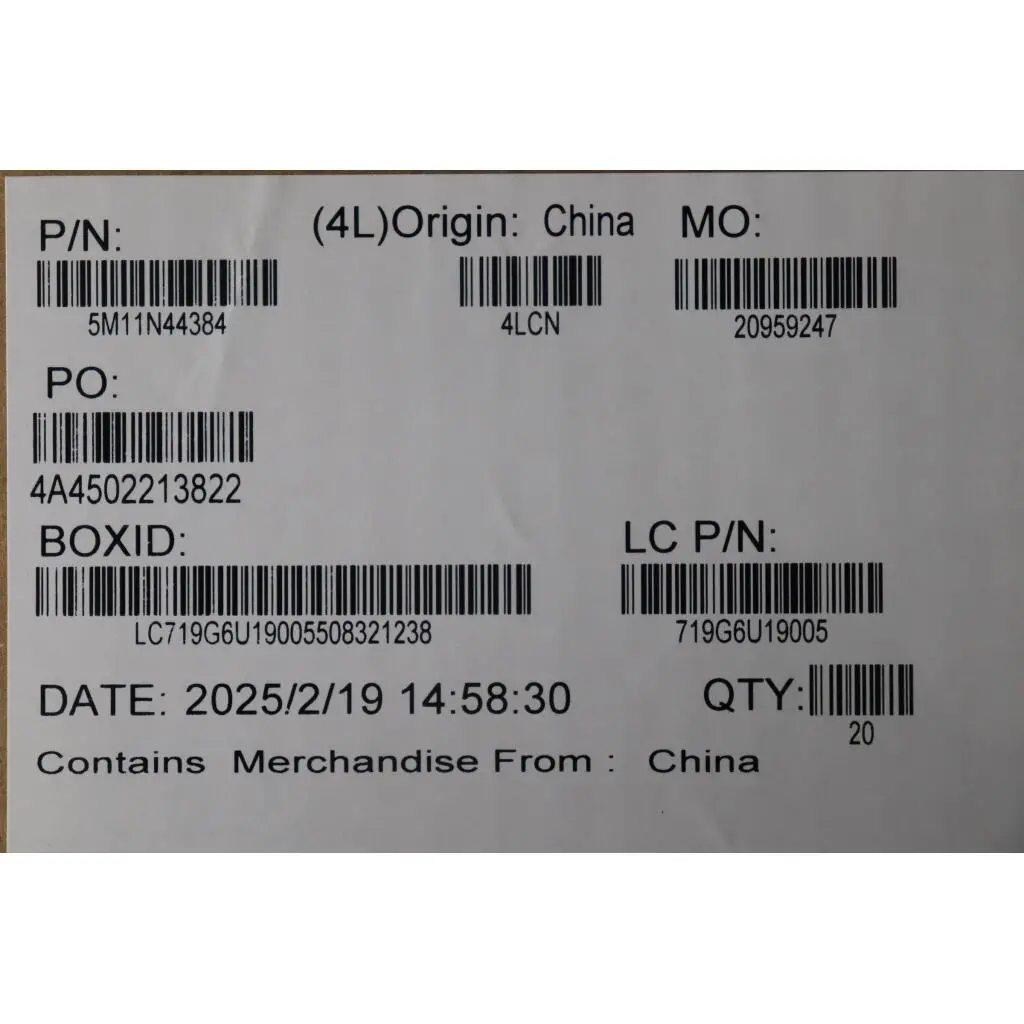 P/N: (4L)Origin: China MO:
5M11N44384 4LCN 20959247
PO:
4A4502213822
BOXID: LC P/N:
LC719G6U19005508321238 719G6U19005
DATE: 2025/2/19 14:58:30 QTY:
20
Contains Merchandise From : China